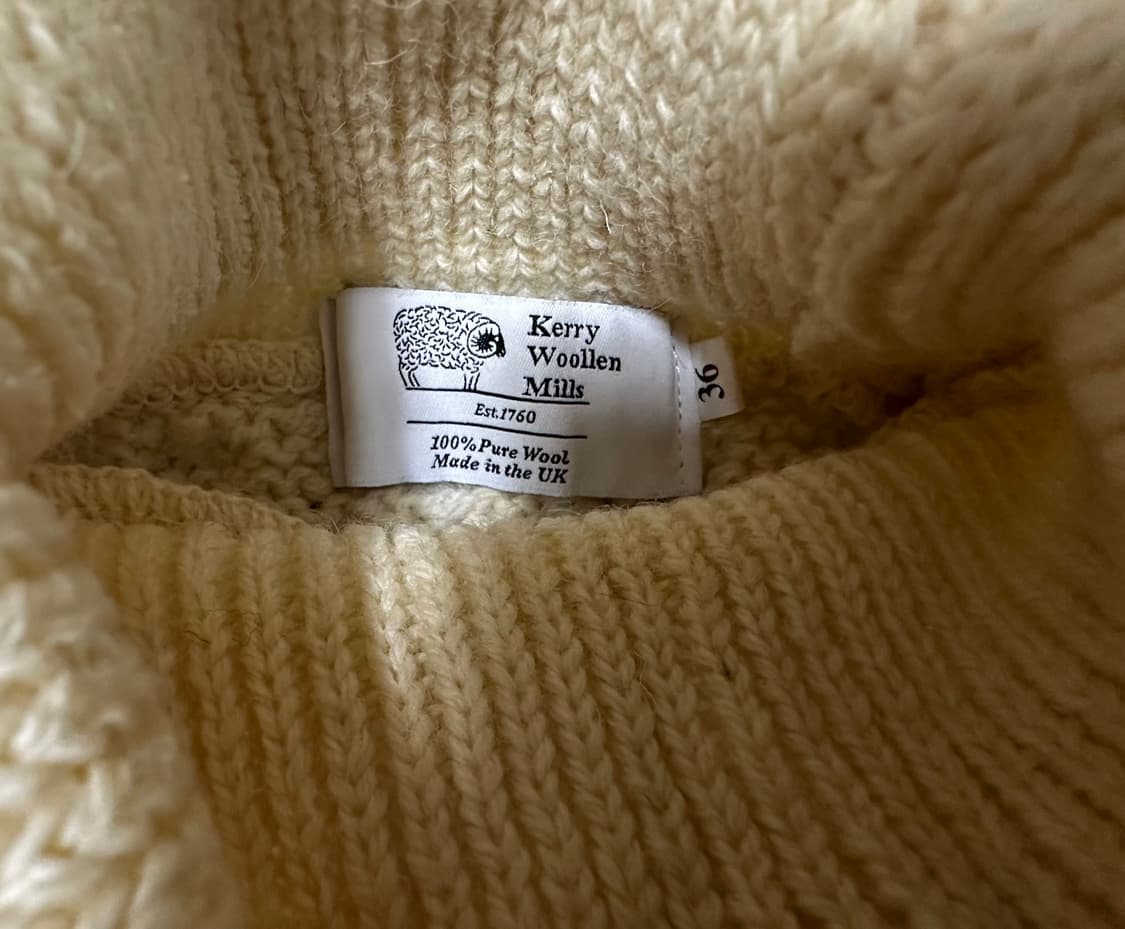 Kerry
Woollen
Mills
Est.1760
100% Pure Wool
Made in the UK
36